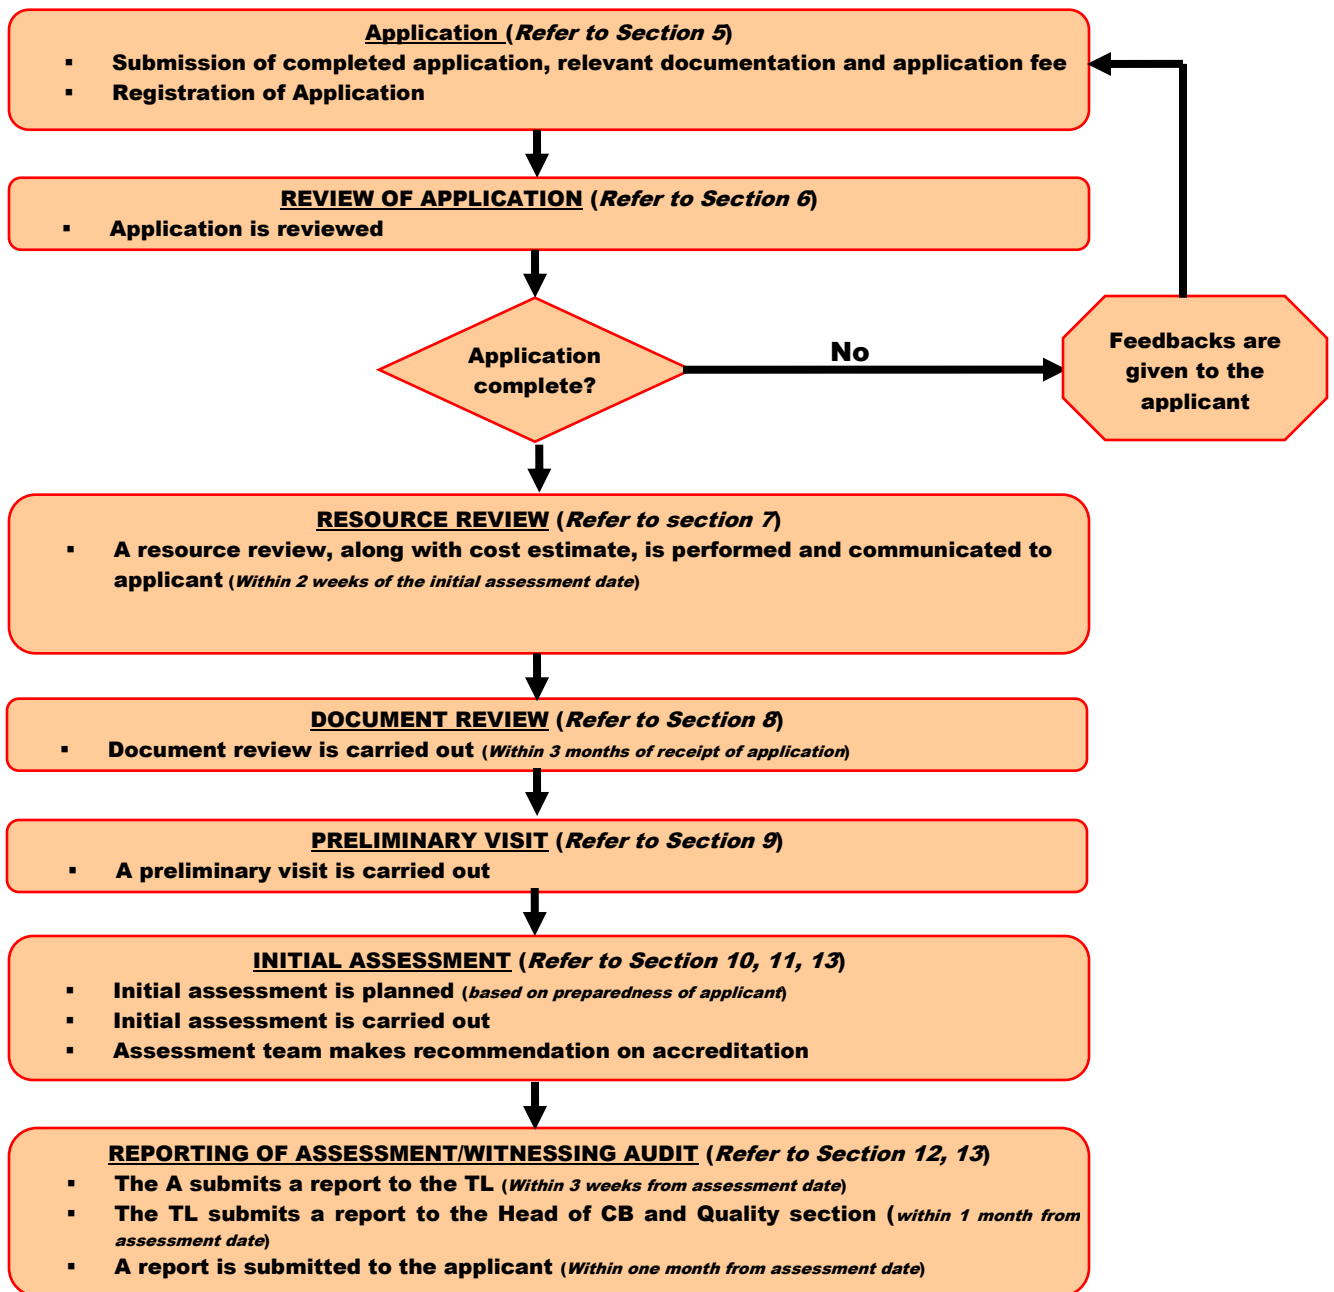 Application (Refer to Section 5)
▪ Submission of completed application, relevant documentation and application fee
▪ Registration of Application
REVIEW OF APPLICATION (Refer to Section 6)
▪ Application is reviewed
Application
complete?
No
Feedbacks are
given to the
applicant
RESOURCE REVIEW (Refer to section 7)
▪ A resource review, along with cost estimate, is performed and communicated to
applicant (Within 2 weeks of the initial assessment date)
DOCUMENT REVIEW (Refer to Section 8)
▪ Document review is carried out (Within 3 months of receipt of application)
PRELIMINARY VISIT (Refer to Section 9)
▪ A preliminary visit is carried out
INITIAL ASSESSMENT (Refer to Section 10, 11, 13)
▪ Initial assessment is planned (based on preparedness of applicant)
▪ Initial assessment is carried out
▪ Assessment team makes recommendation on accreditation
REPORTING OF ASSESSMENT/WITNESSING AUDIT (Refer to Section 12, 13)
▪ The A submits a report to the TL (Within 3 weeks from assessment date)
▪ The TL submits a report to the Head of CB and Quality section (within 1 month from
assessment date)
▪ A report is submitted to the applicant (Within one month from assessment date)